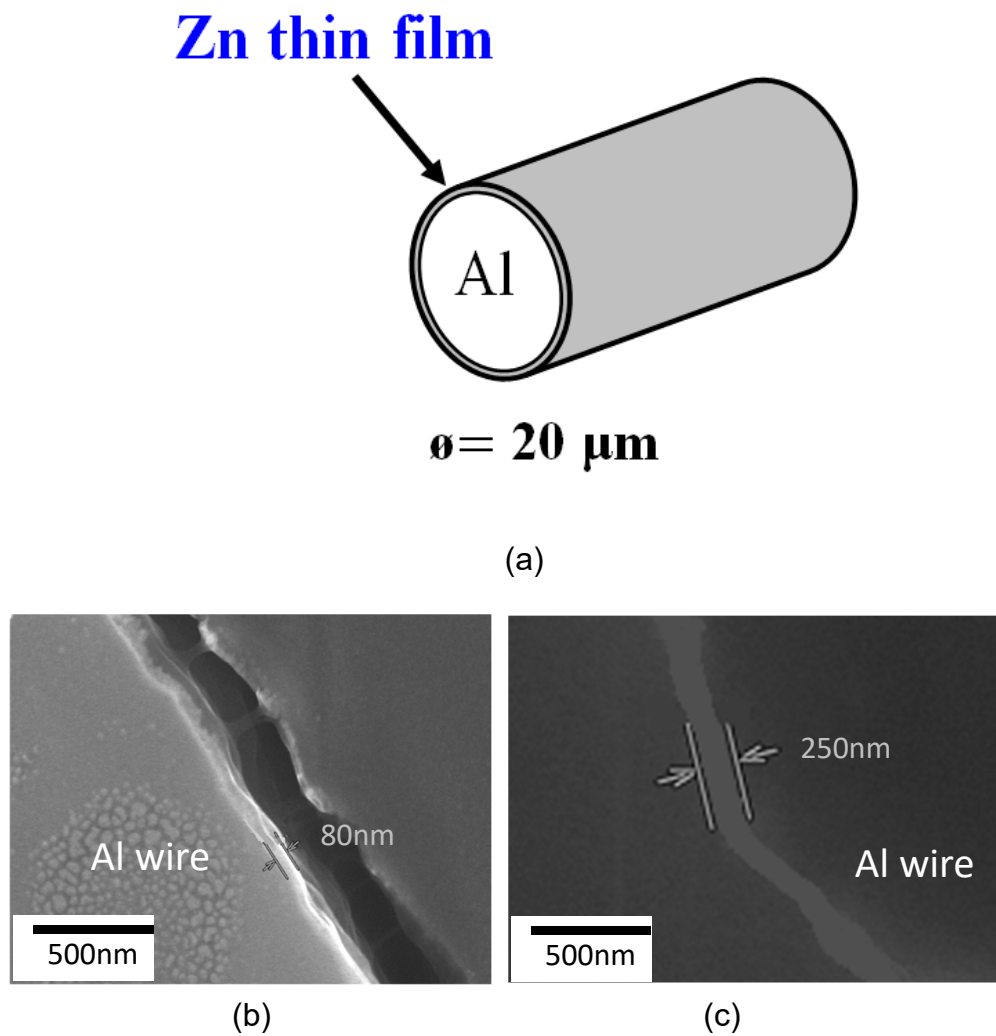 Zn thin film
Al
ø= 20 μm
(a)
80nm
Al wire
500nm
(b)
250nm
Al wire
500nm
(c)